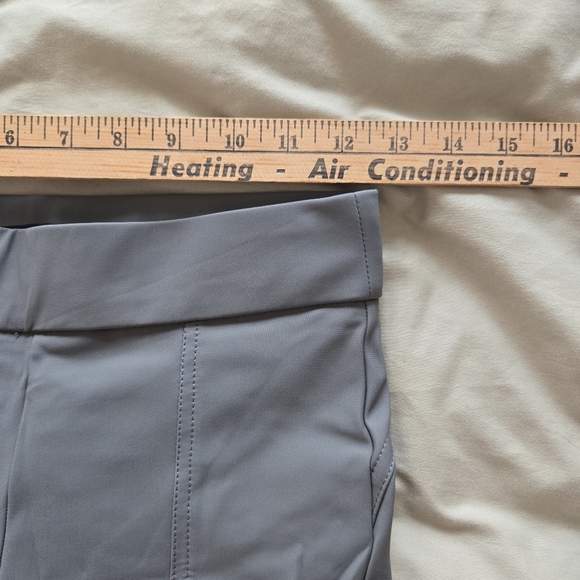 6 7 8 9 10 11 12 13 14 15 16
Heating - Air Conditioning -